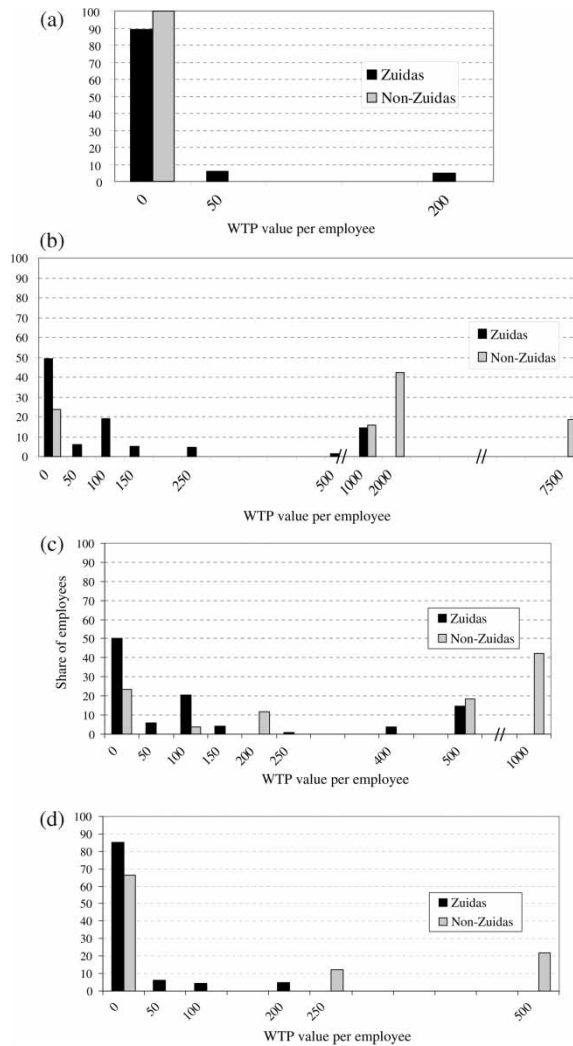 (a)
100
90
80
70
60
50
40
30
20
10
0
Zuidas
Non-Zuidas
0 50 200
WTP value per employee
(b)
100
90
80
70
60
50
40
30
20
10
0
Zuidas
Non-Zuidas
0 50 100 150 250 500 // 1000 2000 // 7500
WTP value per employee
(c)
Share of employees
100
90
80
70
60
50
40
30
20
10
0
Zuidas
Non-Zuidas
0 50 100 150 200 250 400 500 // 1000
WTP value per employee
(d)
100
90
80
70
60
50
40
30
20
10
0
Zuidas
Non-Zuidas
0 50 100 200 250 500
WTP value per employee